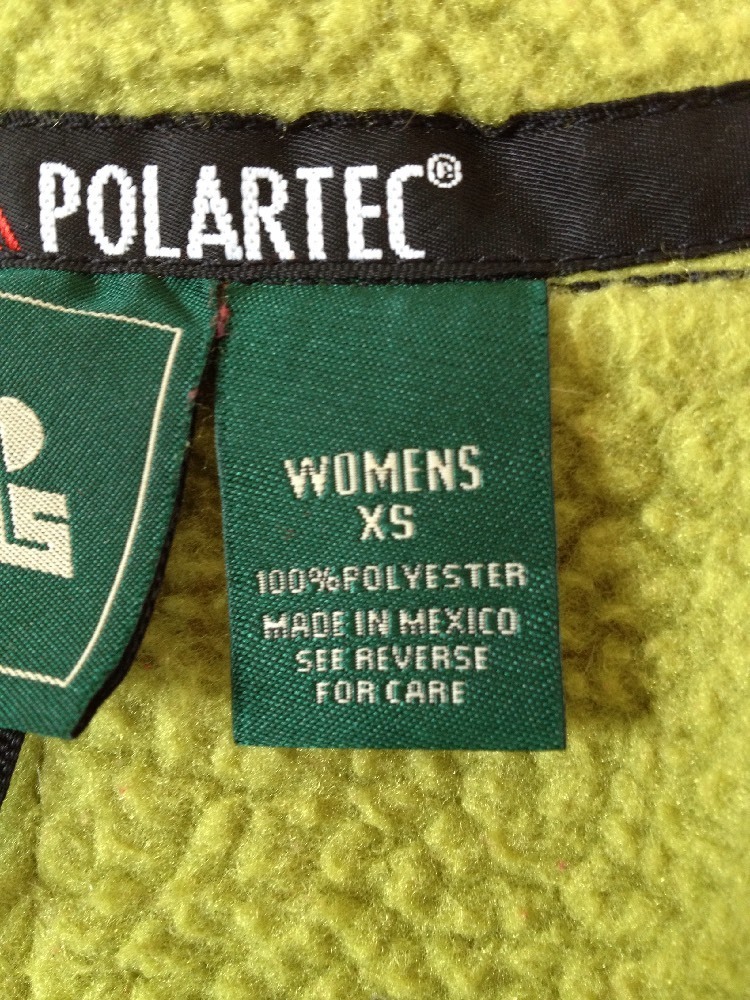 POLARTEC®
WOMENS
XS
100% POLYESTER
MADE IN MEXICO
SEE REVERSE
FOR CARE